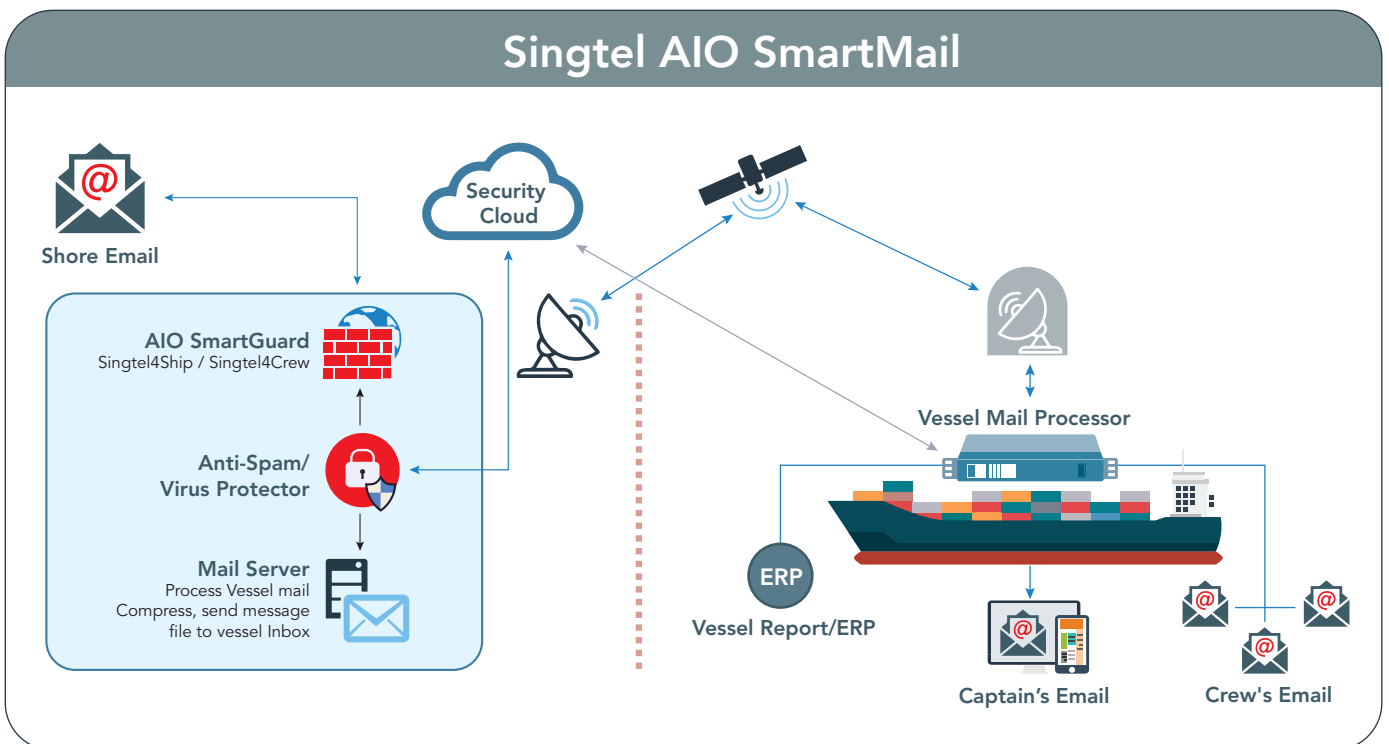 Singtel AIO SmartMail
@
Shore Email
Security
Cloud
AIO SmartGuard
Singtel4Ship / Singtel4Crew
Anti-Spam/
Virus Protector
Mail Server
Process Vessel mail
Compress, send message
file to vessel Inbox
Vessel Mail Processor
ERP
Vessel Report/ERP
@
Captain’s Email
@
@
@
Crew's Email